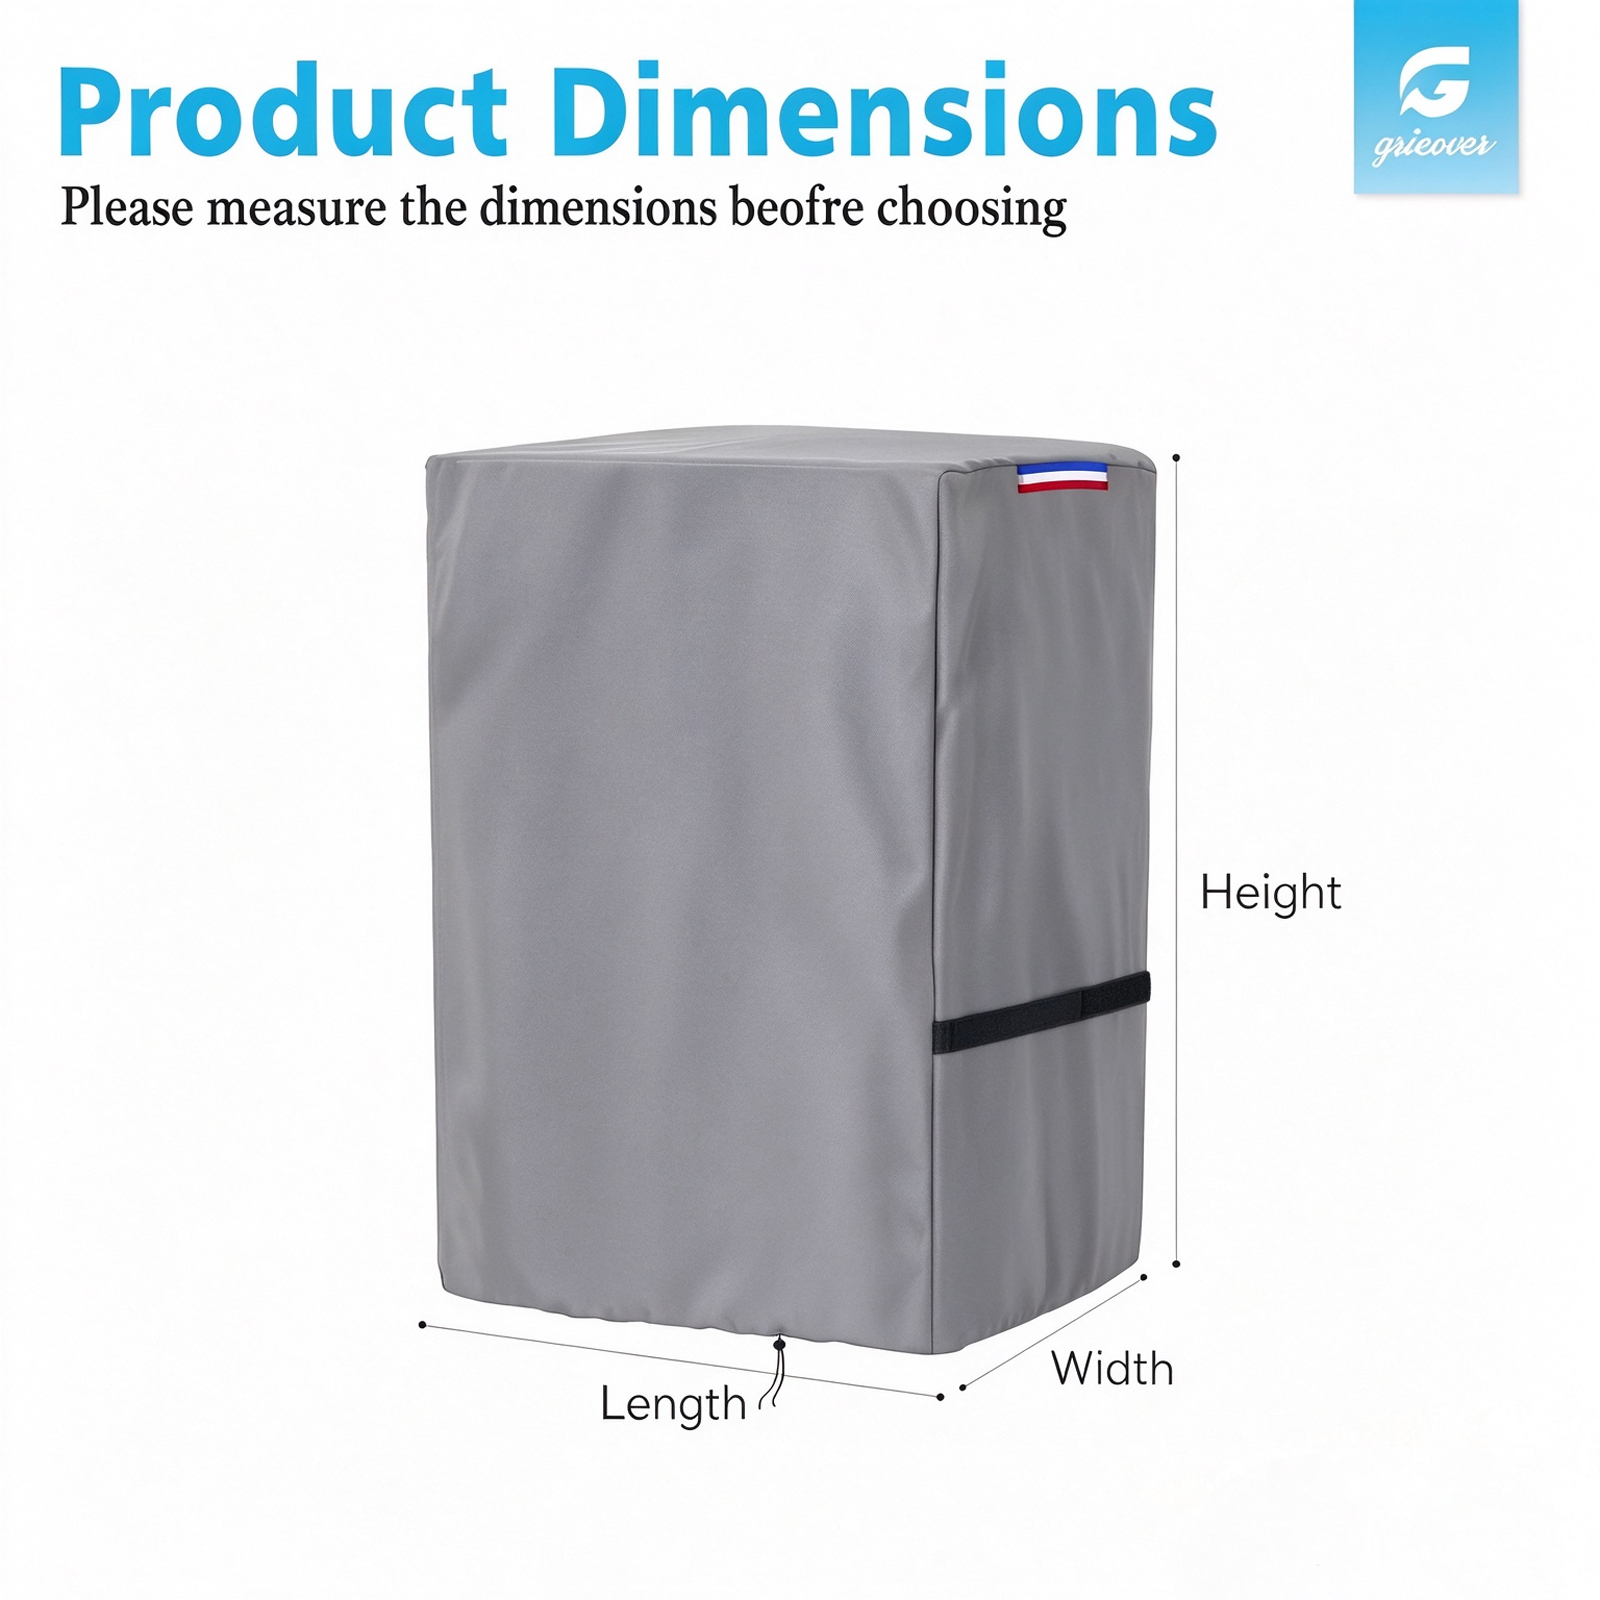 Product Dimensions
grieover
Please measure the dimensions beofre choosing
Height
Width
Length